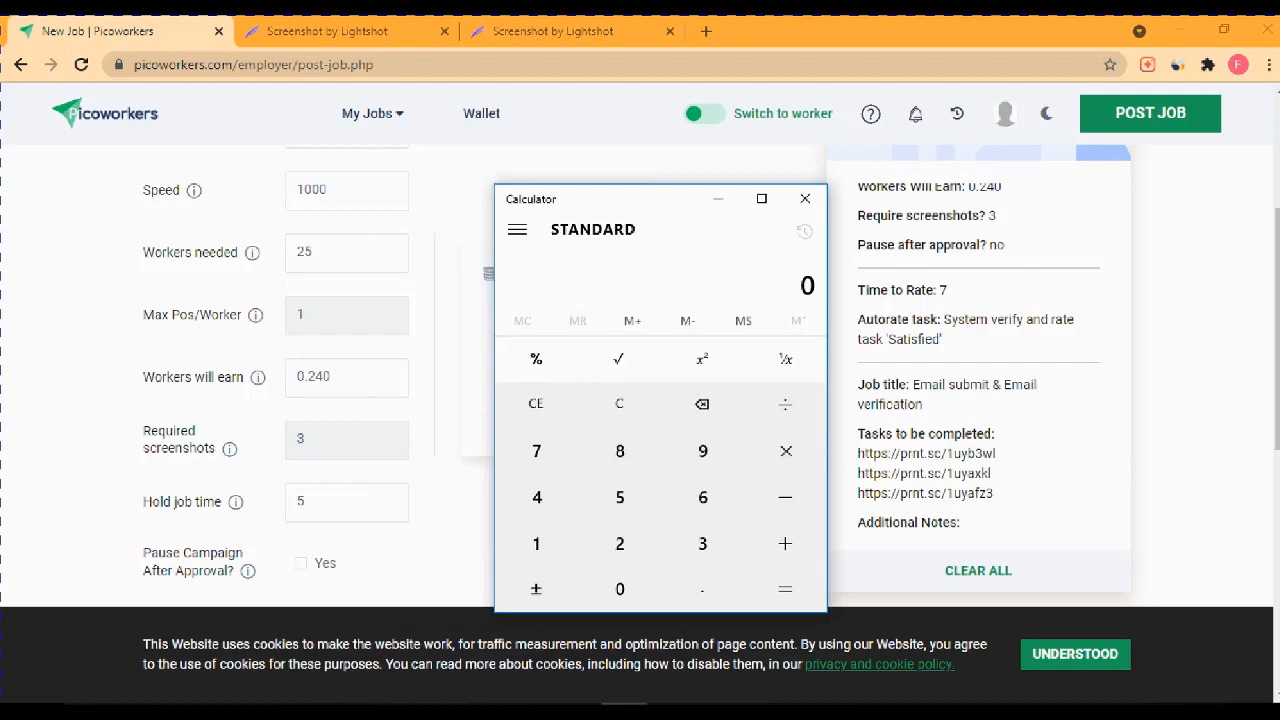 New Job | Picoworkers
Screenshot by Lightshot
Screenshot by Lightshot
picoworkers.com/employer/post-job.php
F
Picoworkers
My Jobs
Wallet
Switch to worker
POST JOB
Speed
1000
Workers needed
25
Max Pos/Worker
1
Workers will earn
0.240
Required
screenshots
3
Hold job time
5
Pause Campaign
After Approval?
Yes
Calculator
STANDARD
0
MC MR M+ M- MS M˅
% √ x² ¹/x
CE C ÷
7 8 9 ×
4 5 6 −
1 2 3 +
± 0 . =
Workers Will Earn: 0.240
Require screenshots? 3
Pause after approval? no
Time to Rate: 7
Autorate task: System verify and rate
task 'Satisfied'
Job title: Email submit & Email
verification
Tasks to be completed:
https://prnt.sc/1uyb3wl
https://prnt.sc/1uyaxkl
https://prnt.sc/1uyafz3
Additional Notes:
CLEAR ALL
This Website uses cookies to make the website work, for traffic measurement and optimization of page content. By using our Website, you agree
to the use of cookies for these purposes. You can read more about cookies, including how to disable them, in our privacy and cookie policy.
UNDERSTOOD